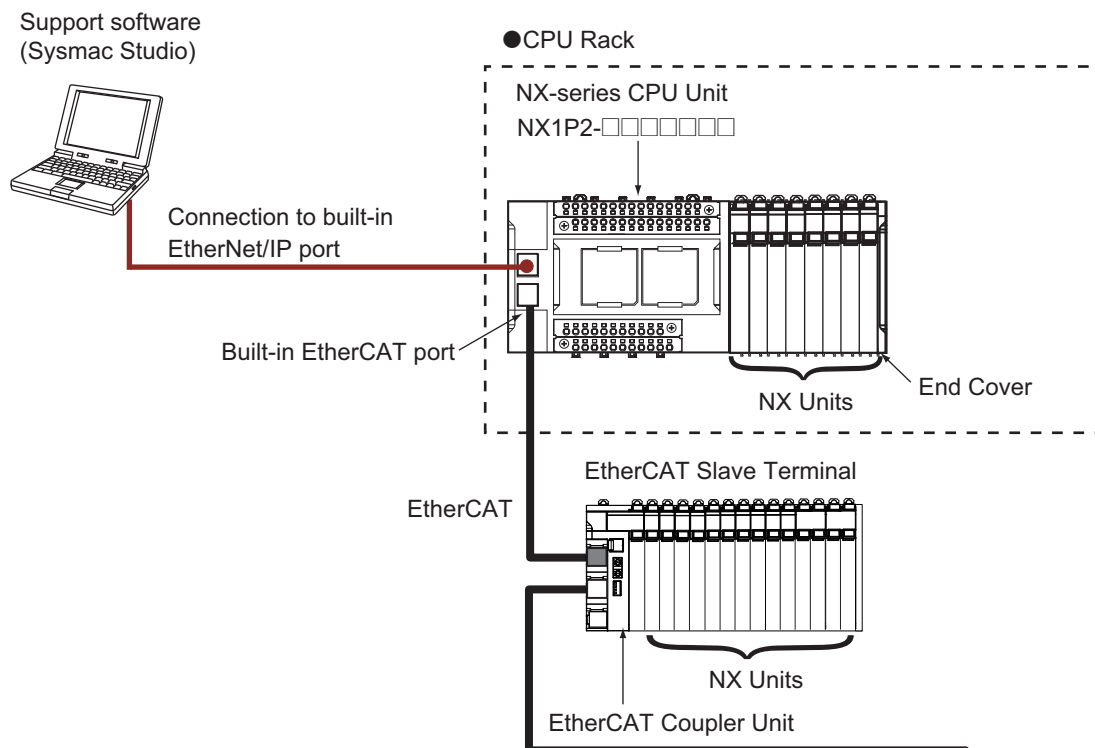 Support software
(Sysmac Studio)
●CPU Rack
NX-series CPU Unit
NX1P2-□□□□□□□
Connection to built-in
EtherNet/IP port
Built-in EtherCAT port
NX Units
End Cover
EtherCAT Slave Terminal
EtherCAT
NX Units
EtherCAT Coupler Unit